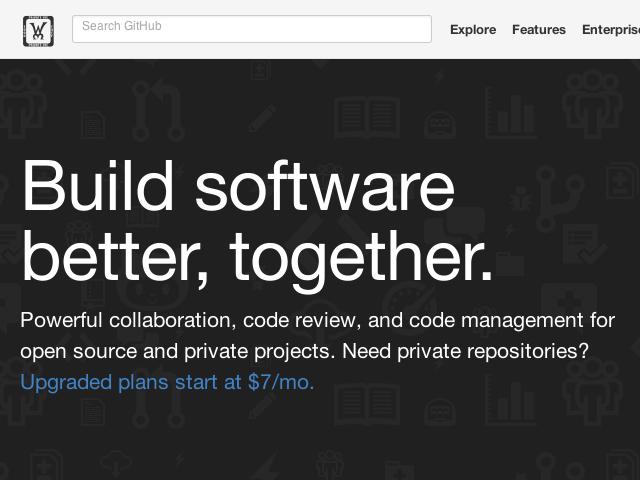 Search GitHub
Explore Features Enterprise
Build software
better, together.
Powerful collaboration, code review, and code management for
open source and private projects. Need private repositories?
Upgraded plans start at $7/mo.